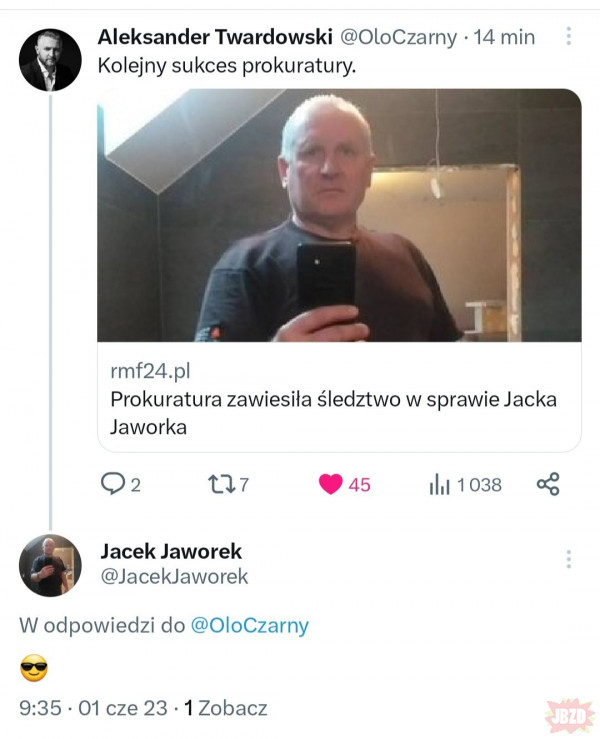 Aleksander Twardowski @OloCzarny · 14 min
Kolejny sukces prokuratury.
rmf24.pl
Prokuratura zawiesiła śledztwo w sprawie Jacka
Jaworka
2 7 45 1 038
Jacek Jaworek
@JacekJaworek
W odpowiedzi do @OloCzarny
9:35 · 01 cze 23 · 1 Zobacz
JBZD